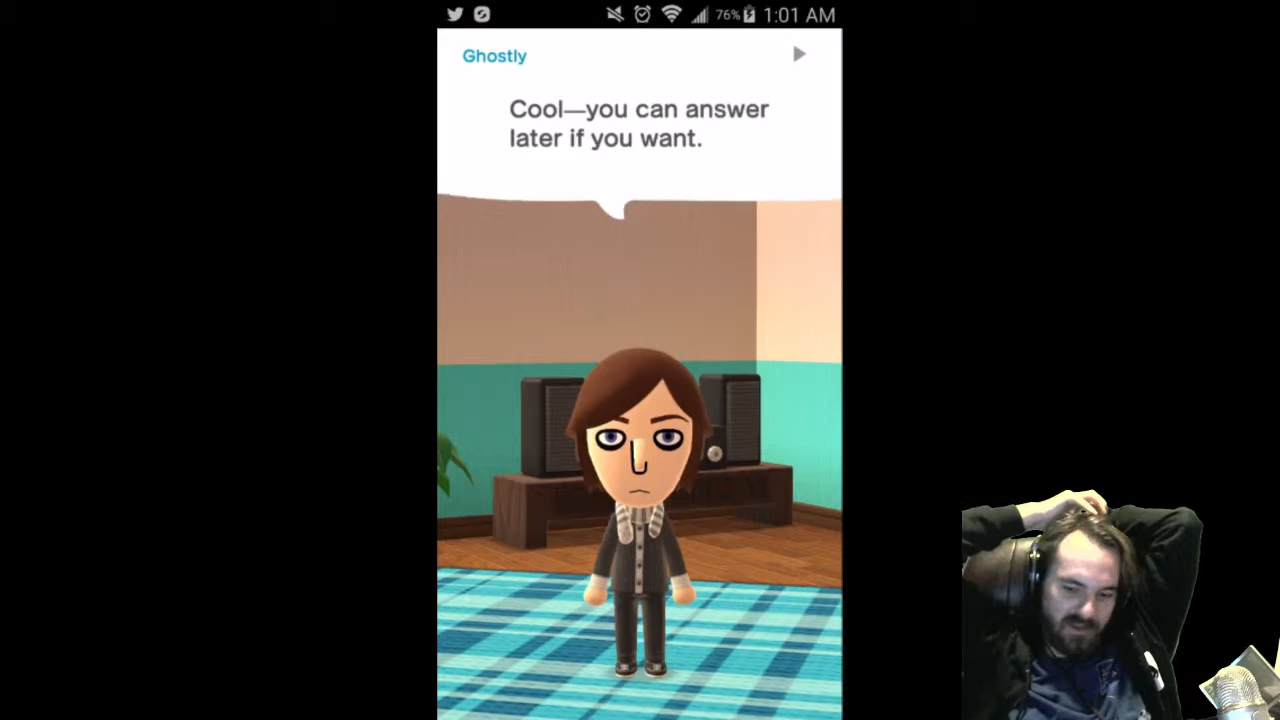 76% 1:01 AM
Ghostly
Cool—you can answer
later if you want.